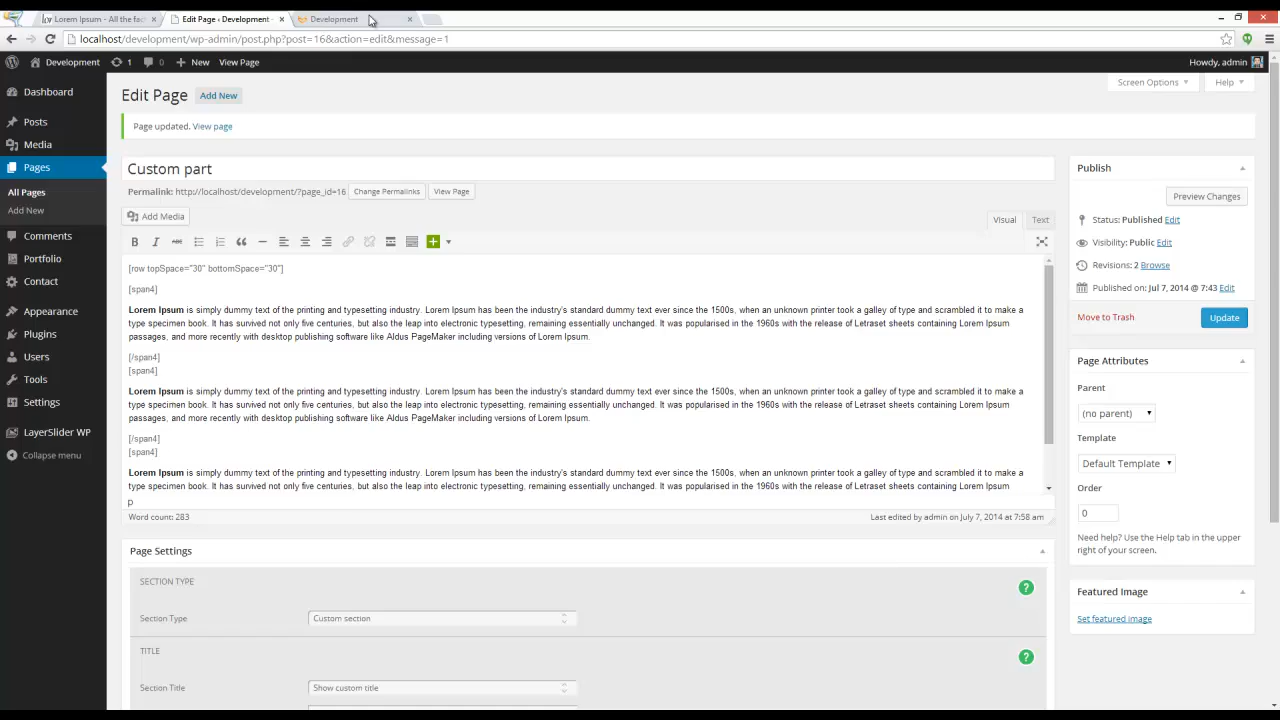 Lorem Ipsum - All the fac
Edit Page ‹ Development
Development
localhost/development/wp-admin/post.php?post=16&action=edit&message=1
Development
1
0
New
View Page
Howdy, admin
Dashboard
Posts
Media
Pages
All Pages
Add New
Comments
Portfolio
Contact
Appearance
Plugins
Users
Tools
Settings
LayerSlider WP
Collapse menu
Screen Options
Help
Edit Page
Add New
Page updated. View page
Custom part
Permalink: http://localhost/development/?page_id=16
Change Permalinks
View Page
Add Media
Visual
Text
B I ABC
[row topSpace="30" bottomSpace="30"]
[span4]
Lorem Ipsum is simply dummy text of the printing and typesetting industry. Lorem Ipsum has been the industry's standard dummy text ever since the 1500s, when an unknown printer took a galley of type and scrambled it to make a
type specimen book. It has survived not only five centuries, but also the leap into electronic typesetting, remaining essentially unchanged. It was popularised in the 1960s with the release of Letraset sheets containing Lorem Ipsum
passages, and more recently with desktop publishing software like Aldus PageMaker including versions of Lorem Ipsum.
[/span4]
[span4]
Lorem Ipsum is simply dummy text of the printing and typesetting industry. Lorem Ipsum has been the industry's standard dummy text ever since the 1500s, when an unknown printer took a galley of type and scrambled it to make a
type specimen book. It has survived not only five centuries, but also the leap into electronic typesetting, remaining essentially unchanged. It was popularised in the 1960s with the release of Letraset sheets containing Lorem Ipsum
passages, and more recently with desktop publishing software like Aldus PageMaker including versions of Lorem Ipsum.
[/span4]
[span4]
Lorem Ipsum is simply dummy text of the printing and typesetting industry. Lorem Ipsum has been the industry's standard dummy text ever since the 1500s, when an unknown printer took a galley of type and scrambled it to make a
type specimen book. It has survived not only five centuries, but also the leap into electronic typesetting, remaining essentially unchanged. It was popularised in the 1960s with the release of Letraset sheets containing Lorem Ipsum
p
Word count: 283
Last edited by admin on July 7, 2014 at 7:58 am
Page Settings
SECTION TYPE
?
Section Type
Custom section
TITLE
?
Section Title
Show custom title
Publish
Preview Changes
Status: Published Edit
Visibility: Public Edit
Revisions: 2 Browse
Published on: Jul 7, 2014 @ 7:43 Edit
Move to Trash
Update
Page Attributes
Parent
(no parent)
Template
Default Template
Order
0
Need help? Use the Help tab in the upper
right of your screen.
Featured Image
Set featured image